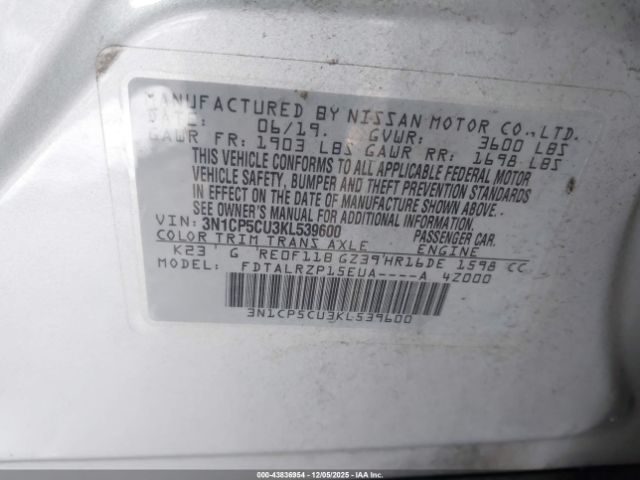 MANUFACTURED BY NISSAN MOTOR CO.,LTD.
DATE: 06/19. GVWR: 3600 LBS
GAWR FR: 1903 LBS GAWR RR: 1698 LBS
THIS VEHICLE CONFORMS TO ALL APPLICABLE FEDERAL MOTOR
VEHICLE SAFETY, BUMPER AND THEFT PREVENTION STANDARDS
IN EFFECT ON THE DATE OF MANUFACTURE SHOWN ABOVE.
SEE OWNER'S MANUAL FOR ADDITIONAL INFORMATION.
VIN: 3N1CP5CU3KL539600 PASSENGER CAR.
COLOR TRIM TRANS AXLE ENGINE
K23 G RE0F11B GZ39 HR16DE 1598 CC
MODEL: FDTALRZP15EUA----A 4Z000
3N1CP5CU3KL539600
© 43836954 | 12/05/2025 - IAA, Inc.